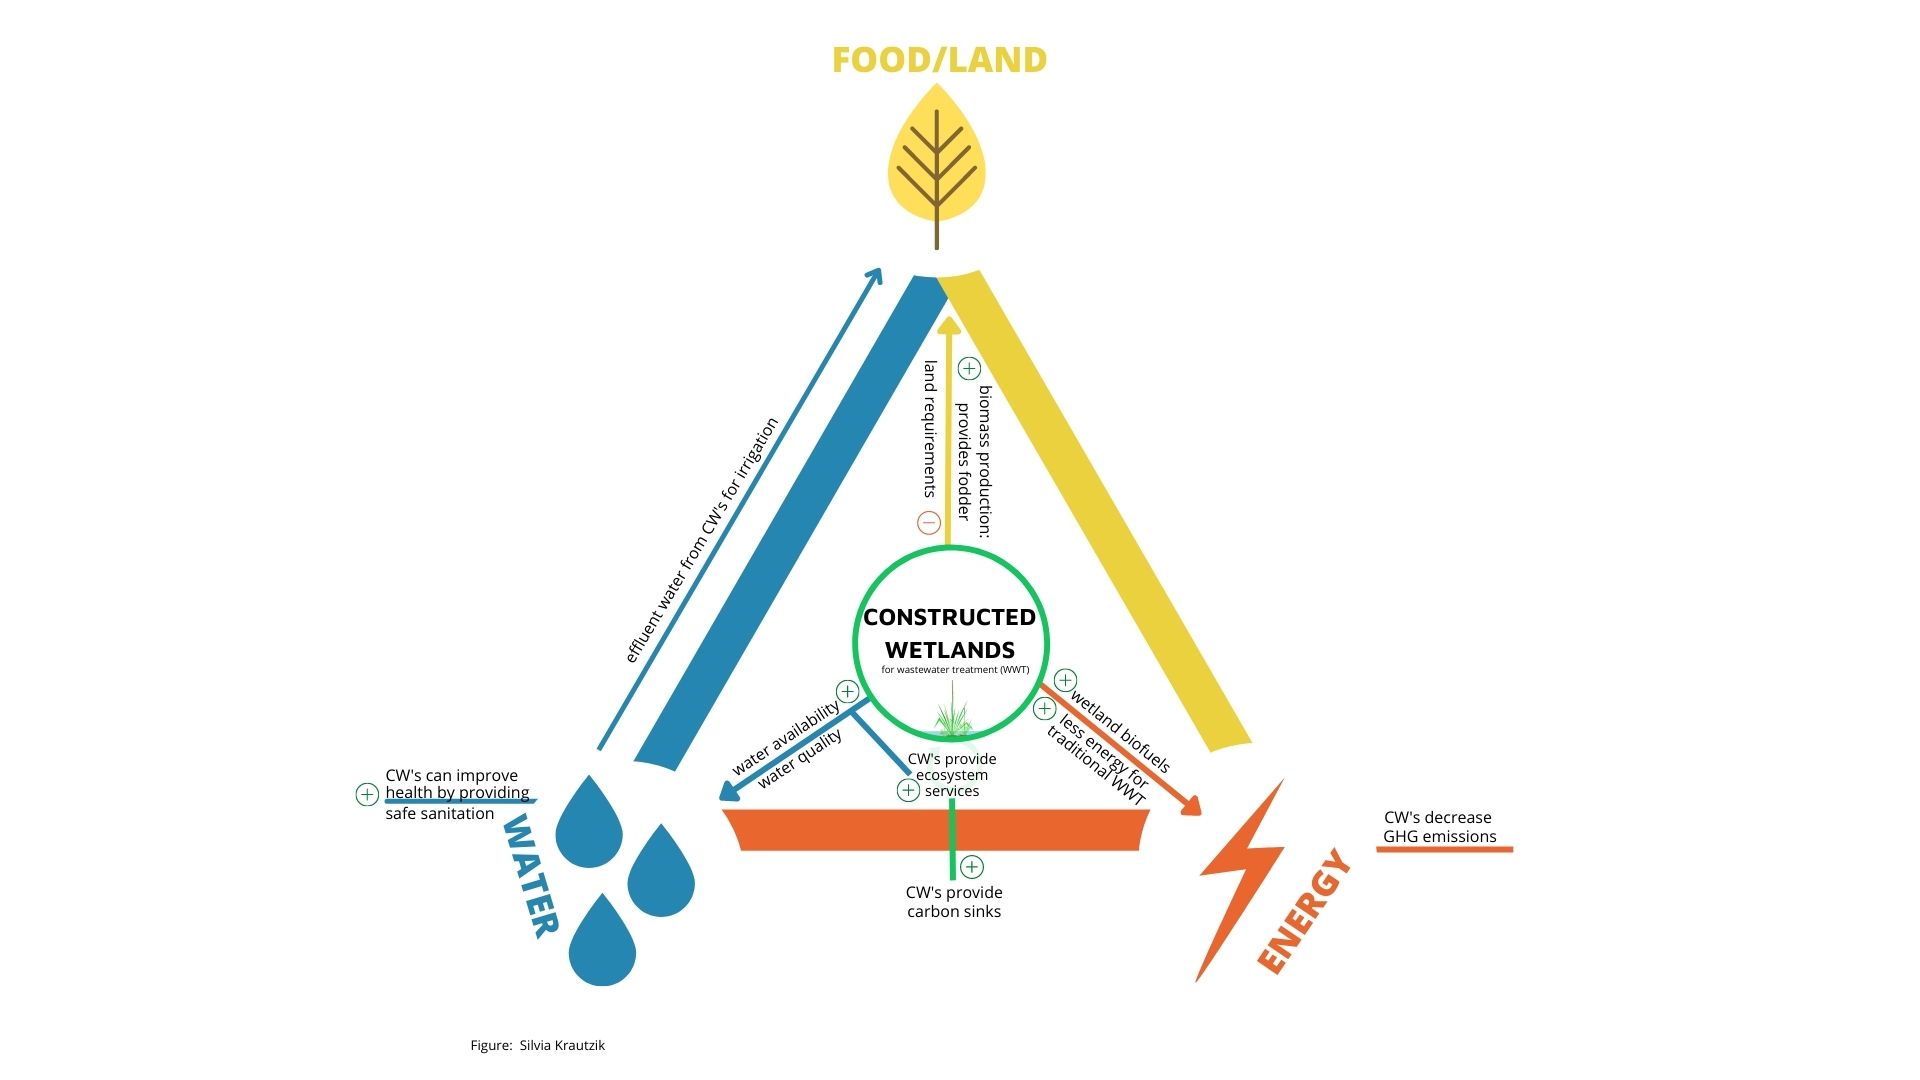 FOOD/LAND
effluent water from CW's for irrigation
land requirements
biomass production:
provides fodder
CONSTRUCTED
WETLANDS
for wastewater treatment (WWT)
water availability
water quality
wetland biofuels
less energy for
traditional WWT
CW's provide
ecosystem
services
CW's can improve
health by providing
safe sanitation
WATER
CW's decrease
GHG emissions
ENERGY
CW's provide
carbon sinks
Figure: Silvia Krautzik